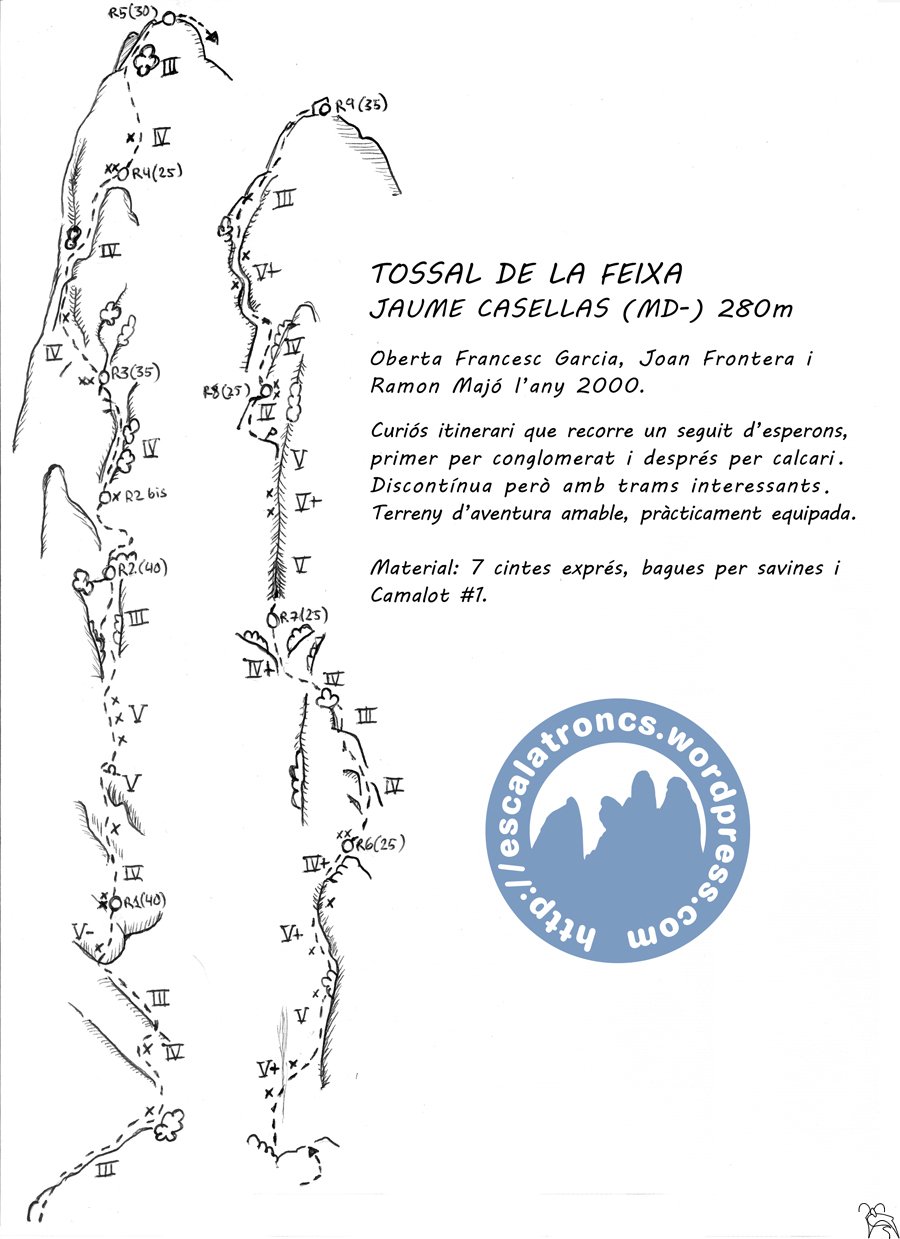 R5(30)
III
IV
R4(25)
IV
IV
R3(35)
IV
R2 bis
R2(40)
III
V
V
IV
R1(40)
V-
III
IV
III
R9(35)
III
V+
IV
R8(25)
IV
V
V+
V
R7(25)
IV+
IV
III
IV
R6(25)
IV+
V+
V
V+
TOSSAL DE LA FEIXA
JAUME CASELLAS (MD-) 280m
Oberta Francesc Garcia, Joan Frontera i
Ramon Majó l'any 2000.
Curiós itinerari que recorre un seguit d'esperons,
primer per conglomerat i després per calcari.
Discontínua però amb trams interessants.
Terreny d'aventura amable, pràcticament equipada.
Material: 7 cintes exprés, bagues per savines i
Camalot #1.
http://escalatroncs.wordpress.com